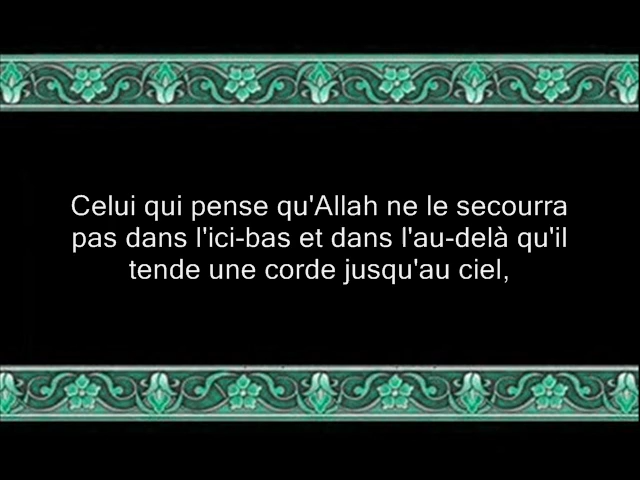 Celui qui pense qu'Allah ne le secourra
pas dans l'ici-bas et dans l'au-delà qu'il
tende une corde jusqu'au ciel,